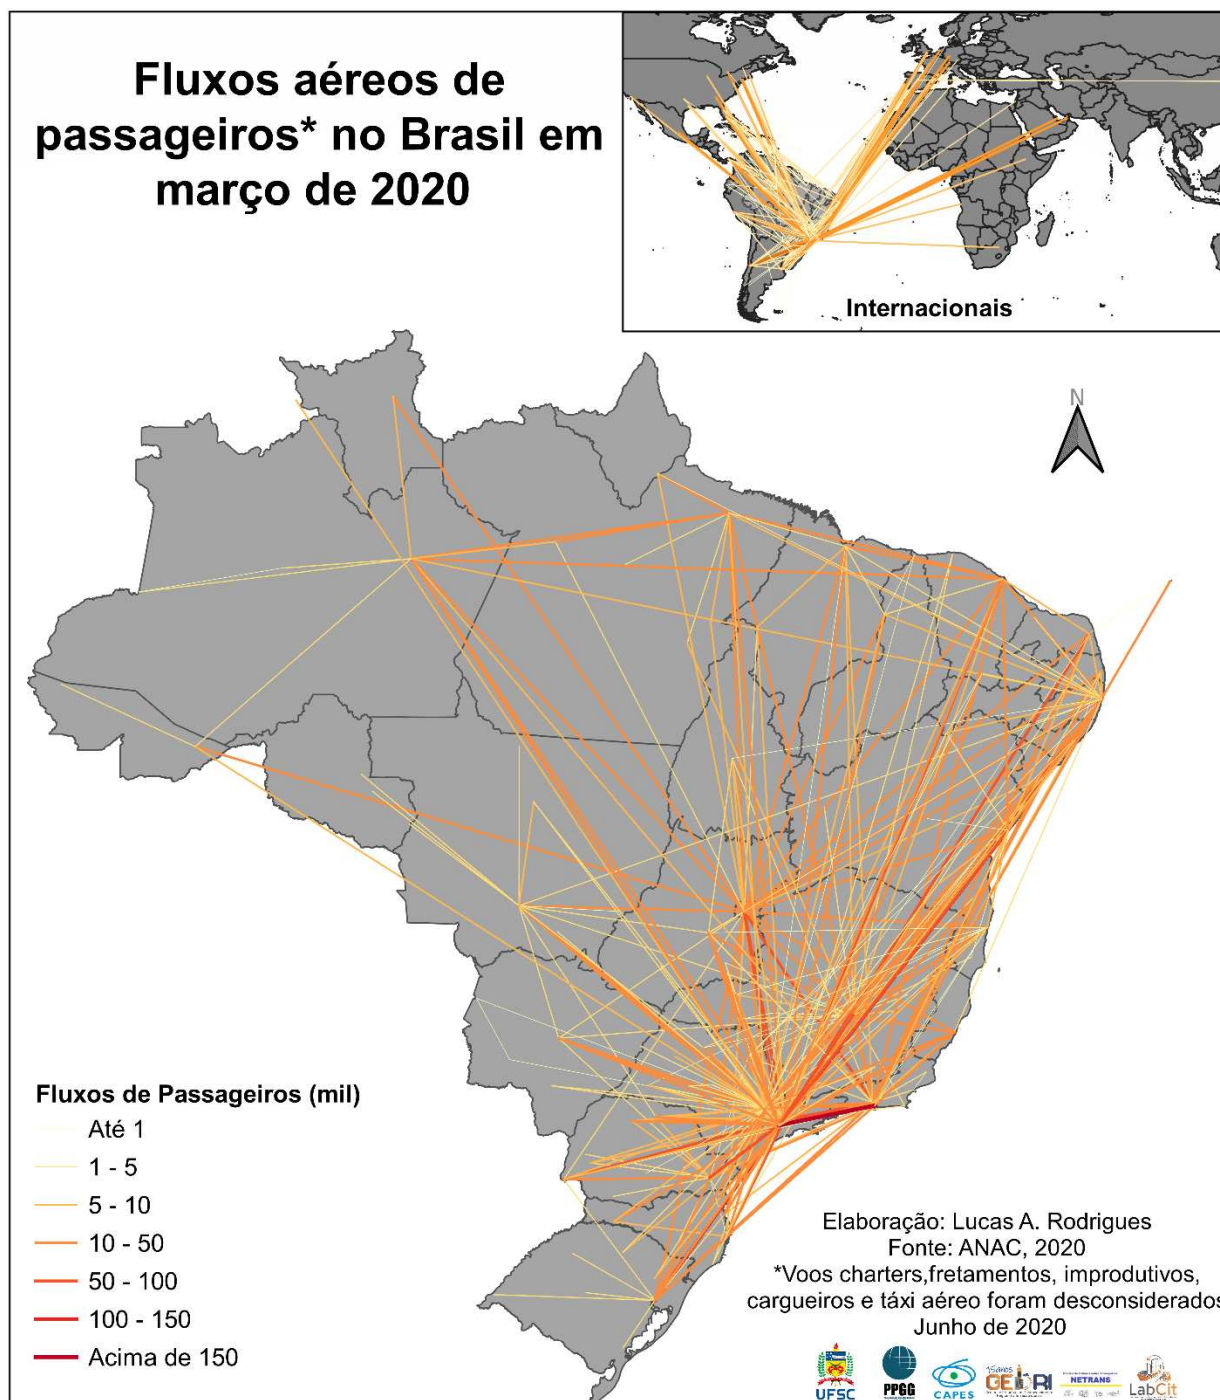 Fluxos aéreos de
passageiros* no Brasil em
março de 2020
Internacionais
N
Fluxos de Passageiros (mil)
Até 1
1 - 5
5 - 10
10 - 50
50 - 100
100 - 150
Acima de 150
Elaboração: Lucas A. Rodrigues
Fonte: ANAC, 2020
*Voos charters,fretamentos, improdutivos,
cargueiros e táxi aéreo foram desconsiderados
Junho de 2020
UFSC
PPGG
CAPES
15 anos
NETRANS
LabCit